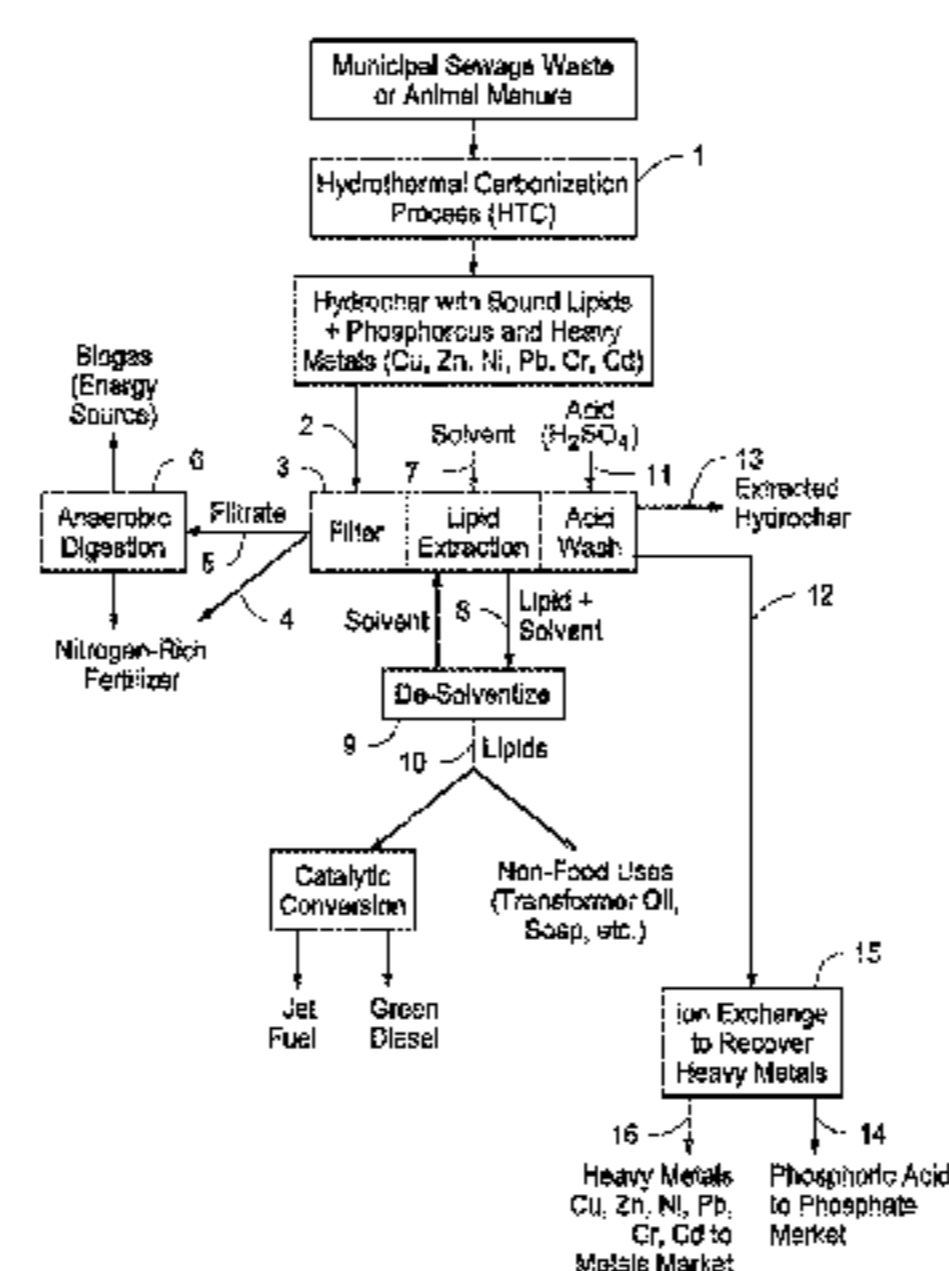 Municipal Sewage Waste
or Animal Manure
1
Hydrothermal Carbonization
Process (HTC)
Hydrochar with Bound Lipids
+ Phosphorous and Heavy
Metals (Cu, Zn, Ni, Pb, Cr, Cd)
Biogas
(Energy
Source)
2
Solvent
Acid
(H2SO4)
6
3
7
11
13
Anaerobic
Digestion
Filtrate
5
Filter
Lipid
Extraction
Acid
Wash
Extracted
Hydrochar
4
Solvent
8
Lipid +
Solvent
12
Nitrogen-Rich
Fertilizer
De-Solventize
9
10
Lipids
Catalytic
Conversion
Non-Food Uses
(Transformer Oil,
Soap, etc.)
Jet
Fuel
Green
Diesel
15
Ion Exchange
to Recover
Heavy Metals
16
14
Heavy Metals
Cu, Zn, Ni, Pb,
Cr, Cd to
Metals Market
Phosphoric Acid
to Phosphate
Market